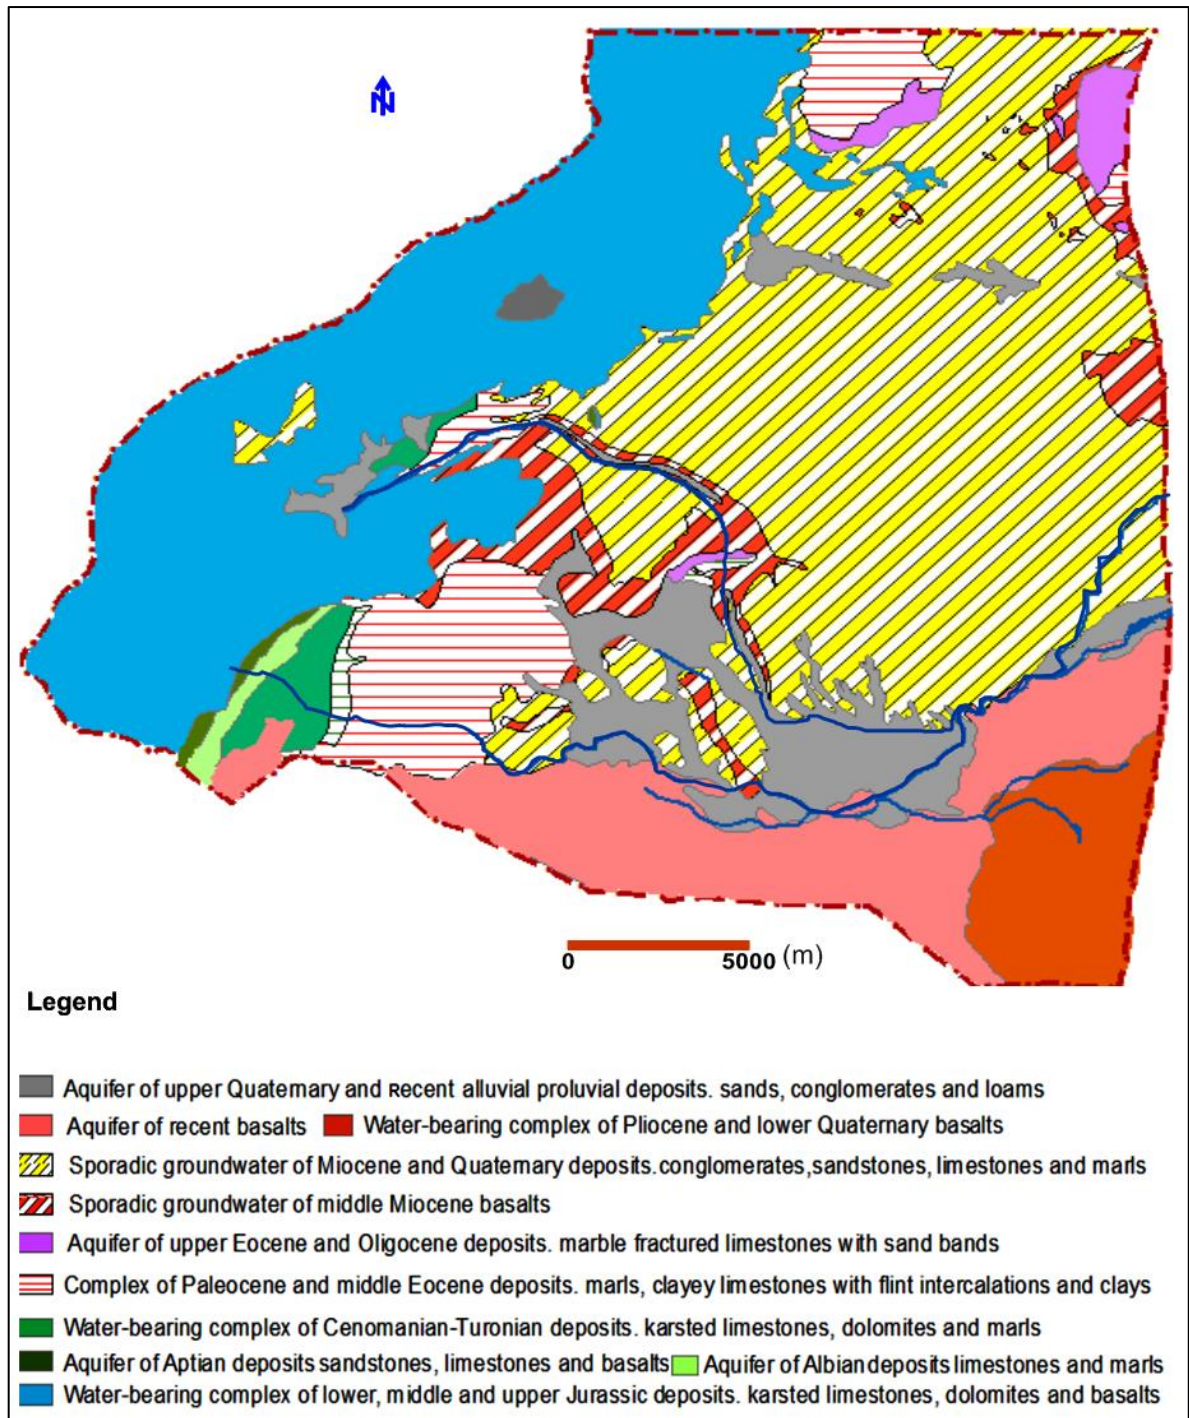 N
0 5000 (m)
Legend
Aquifer of upper Quaternary and Recent alluvial proluvial deposits. sands, conglomerates and loams
Aquifer of recent basalts Water-bearing complex of Pliocene and lower Quaternary basalts
Sporadic groundwater of Miocene and Quaternary deposits.conglomerates,sandstones, limestones and marls
Sporadic groundwater of middle Miocene basalts
Aquifer of upper Eocene and Oligocene deposits. marble fractured limestones with sand bands
Complex of Paleocene and middle Eocene deposits. marls, clayey limestones with flint intercalations and clays
Water-bearing complex of Cenomanian-Turonian deposits. karsted limestones, dolomites and marls
Aquifer of Aptian deposits sandstones, limestones and basalts Aquifer of Albian deposits limestones and marls
Water-bearing complex of lower, middle and upper Jurassic deposits. karsted limestones, dolomites and basalts